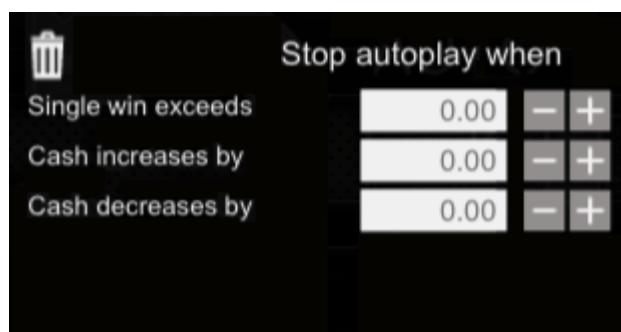 Stop autoplay when
Single win exceeds 0.00 − +
Cash increases by 0.00 − +
Cash decreases by 0.00 − +